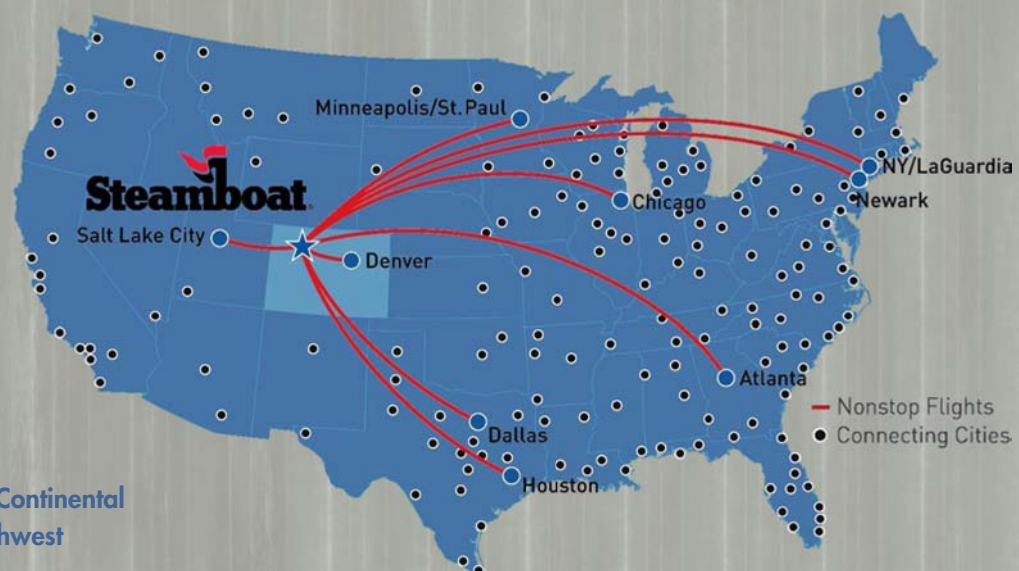 Minneapolis/St. Paul
Steamboat
NY/LaGuardia
Newark
Chicago
Salt Lake City
Denver
Atlanta
Nonstop Flights
Connecting Cities
Dallas
Houston
Continental
hwest